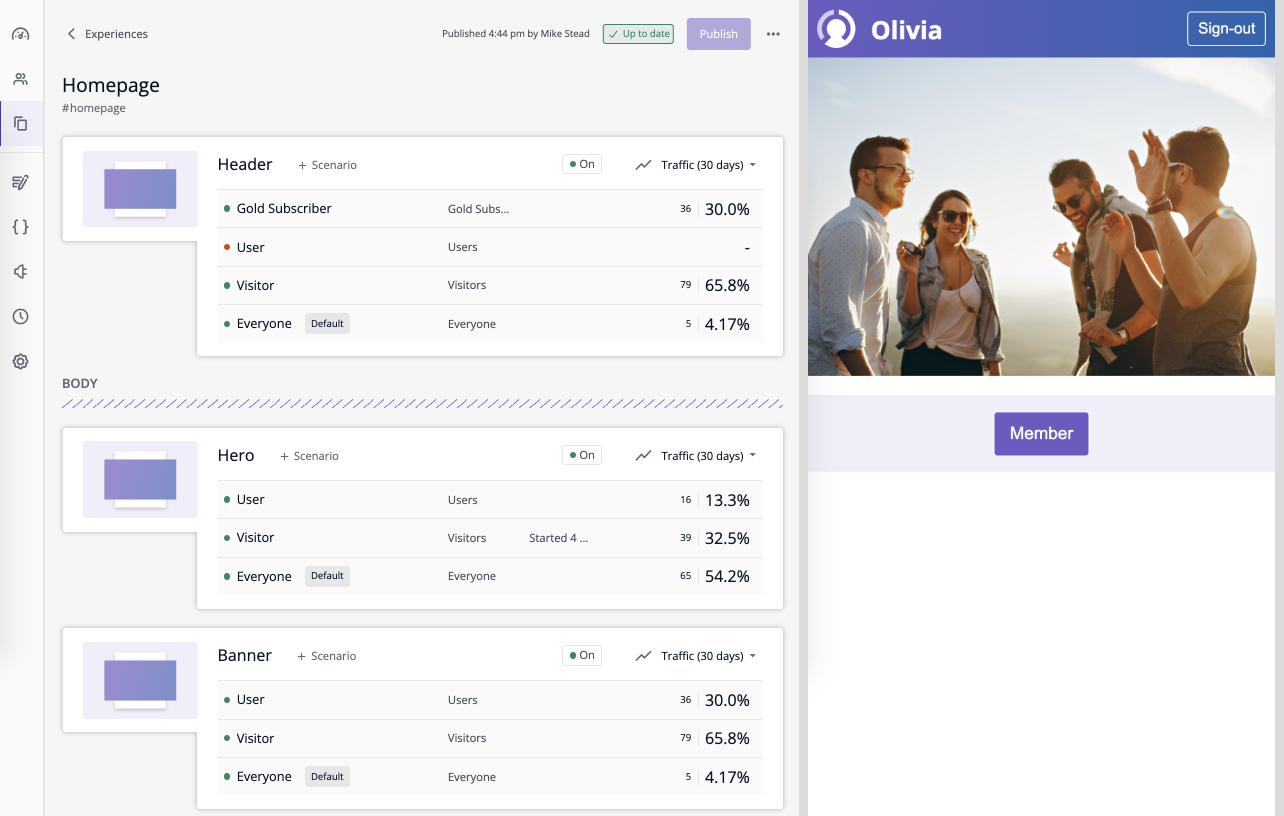 Experiences
Published 4:44 pm by Mike Stead
Up to date
Publish
Homepage
#homepage
Header + Scenario On Traffic (30 days)
Gold Subscriber Gold Subs... 36 30.0%
User Users -
Visitor Visitors 79 65.8%
Everyone Default Everyone 5 4.17%
BODY
Hero + Scenario On Traffic (30 days)
User Users 16 13.3%
Visitor Visitors Started 4 ... 39 32.5%
Everyone Default Everyone 65 54.2%
Banner + Scenario On Traffic (30 days)
User Users 36 30.0%
Visitor Visitors 79 65.8%
Everyone Default Everyone 5 4.17%
Olivia
Sign-out
Member